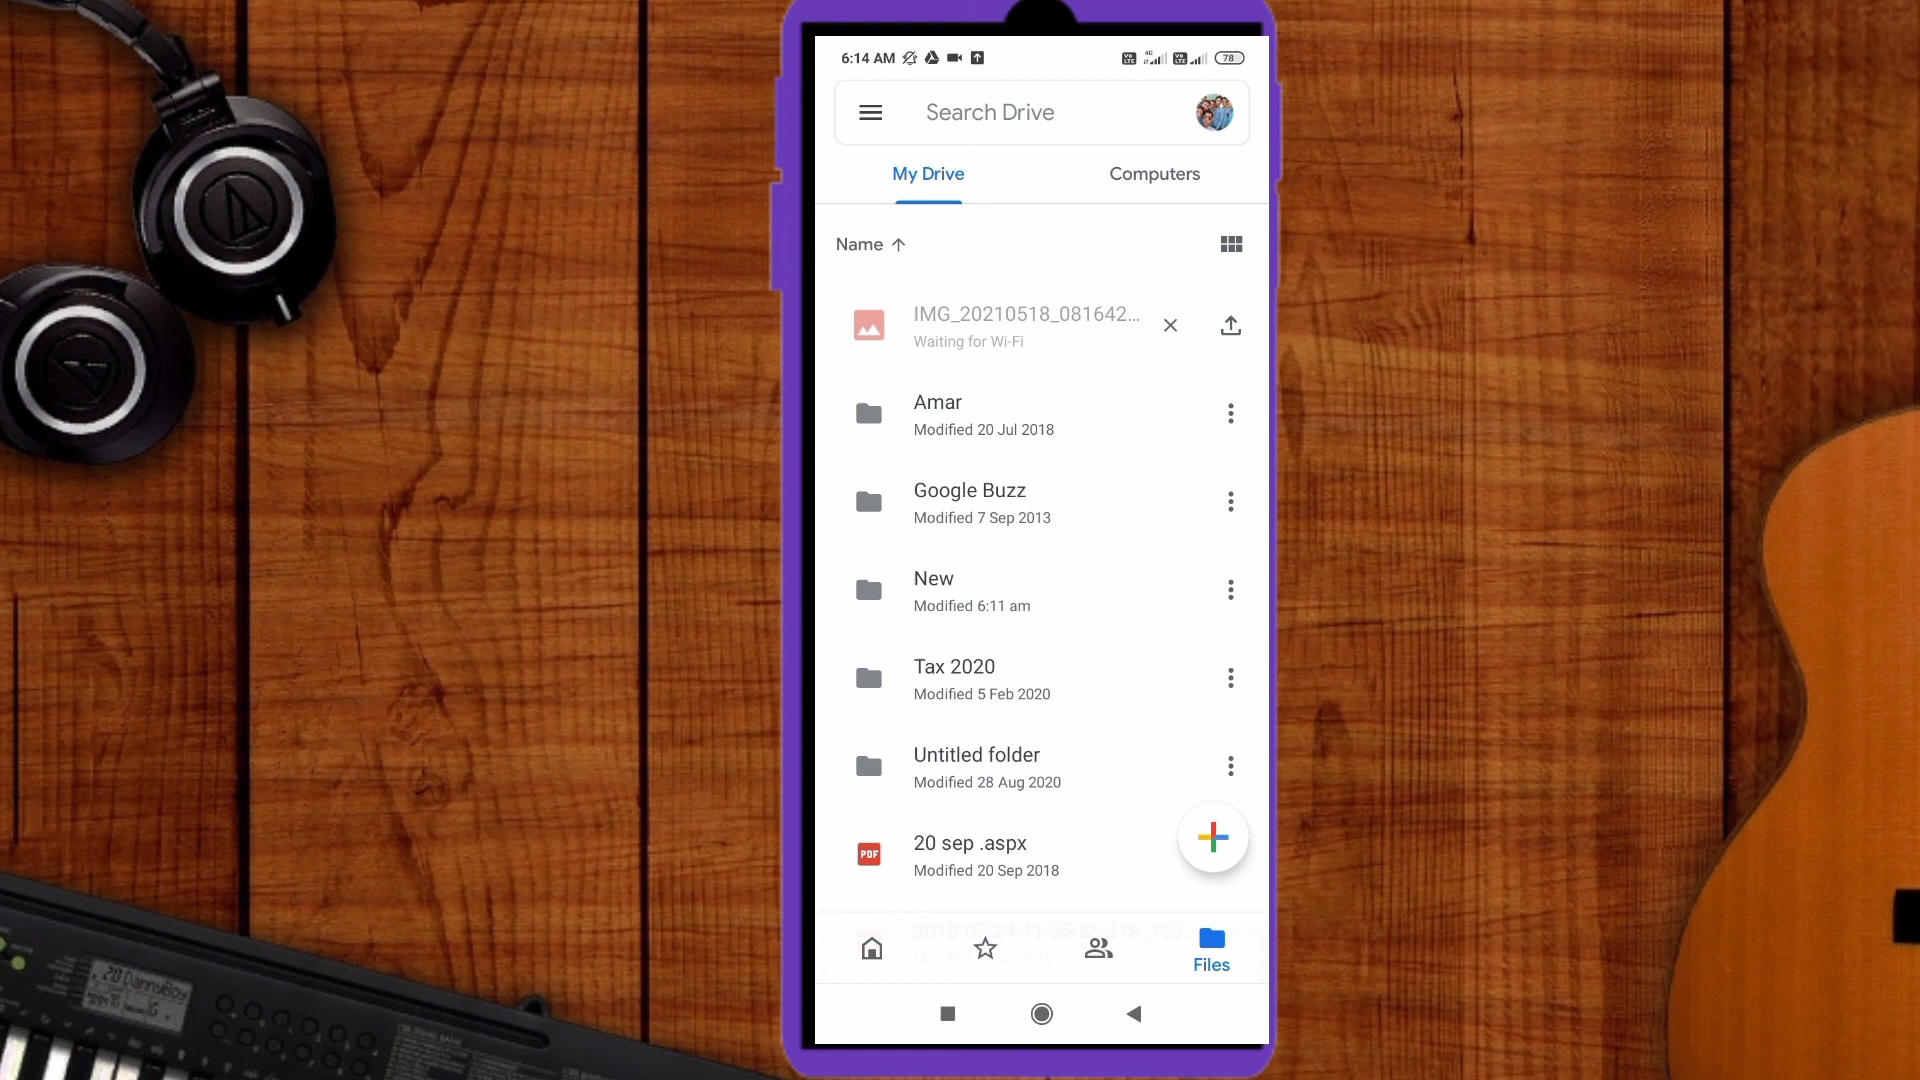 6:14 AM
78
Search Drive
My Drive
Computers
Name
IMG_20210518_081642...
Waiting for Wi-Fi
Amar
Modified 20 Jul 2018
Google Buzz
Modified 7 Sep 2013
New
Modified 6:11 am
Tax 2020
Modified 5 Feb 2020
Untitled folder
Modified 28 Aug 2020
PDF
20 sep .aspx
Modified 20 Sep 2018
Files
DannyBoy